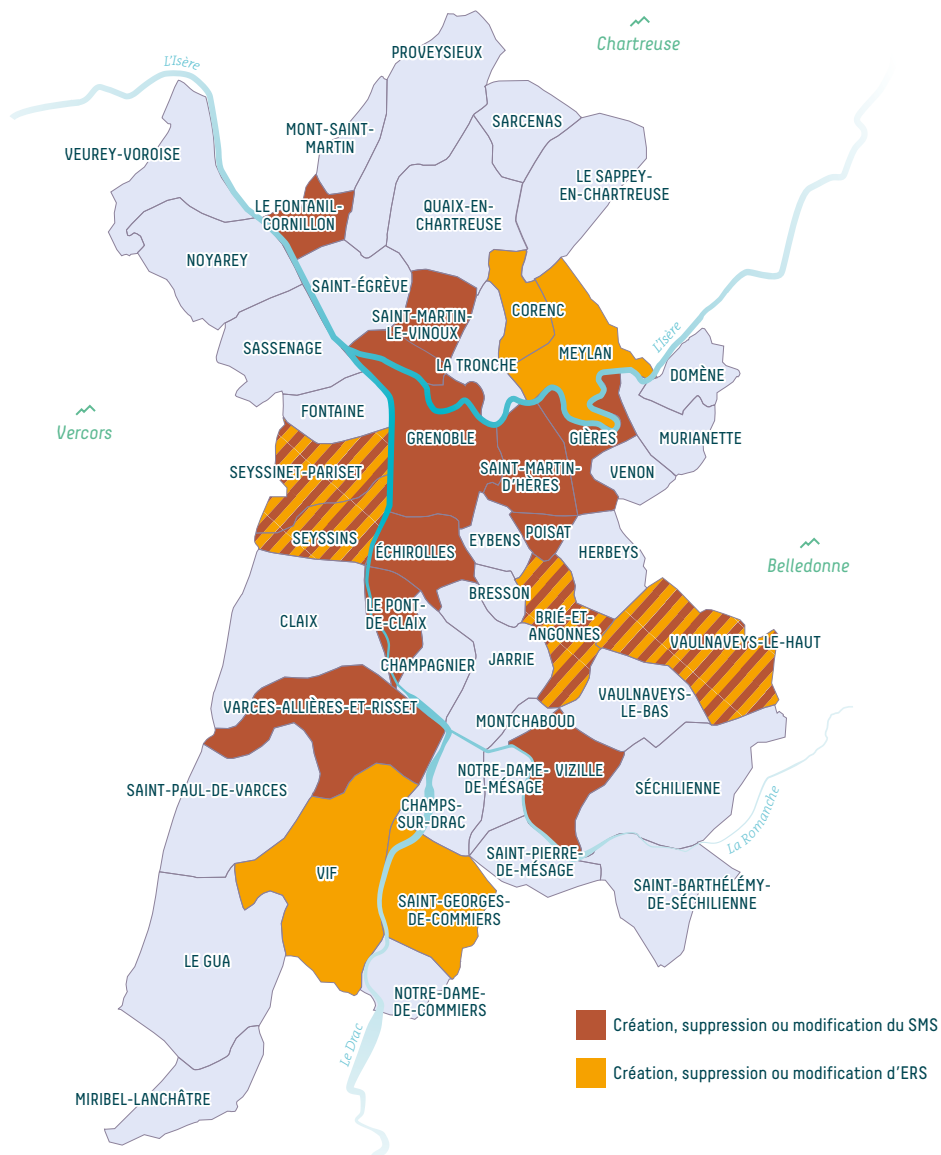 PROVEYSIEUX
Chartreuse
L'Isère
SARCENAS
MONT-SAINT-
MARTIN
VEUREY-VOROISE
LE SAPPEY-
EN-CHARTREUSE
LE FONTANIL-
CORNILLON
QUAIX-EN-
CHARTREUSE
NOYAREY
SAINT-ÉGRÈVE
CORENC
SAINT-MARTIN-
LE-VINOUX
L'Isère
SASSENAGE
MEYLAN
LA TRONCHE
DOMÈNE
FONTAINE
Vercors
GRENOBLE
GIÈRES
MURIANETTE
SEYSSINET-PARISET
SAINT-MARTIN-
D'HÈRES
VENON
SEYSSINS
EYBENS
POISAT
ÉCHIROLLES
HERBEYS
Belledonne
BRESSON
CLAIX
LE PONT-
DE-CLAIX
BRIÉ-ET-
ANGONNES
VAULNAVEYS-LE-HAUT
JARRIE
CHAMPAGNIER
VAULNAVEYS-
LE-BAS
VARCES-ALLIÈRES-ET-RISSET
MONTCHABOUD
NOTRE-DAME-
DE-MÉSAGE
VIZILLE
SAINT-PAUL-DE-VARCES
SÉCHILIENNE
CHAMPS-
SUR-DRAC
La Romanche
SAINT-PIERRE-
DE-MÉSAGE
VIF
SAINT-BARTHÉLÉMY-
DE-SÉCHILIENNE
SAINT-GEORGES-
DE-COMMIERS
LE GUA
NOTRE-DAME-
DE-COMMIERS
Le Drac
MIRIBEL-LANCHÂTRE
Création, suppression ou modification du SMS
Création, suppression ou modification d'ERS